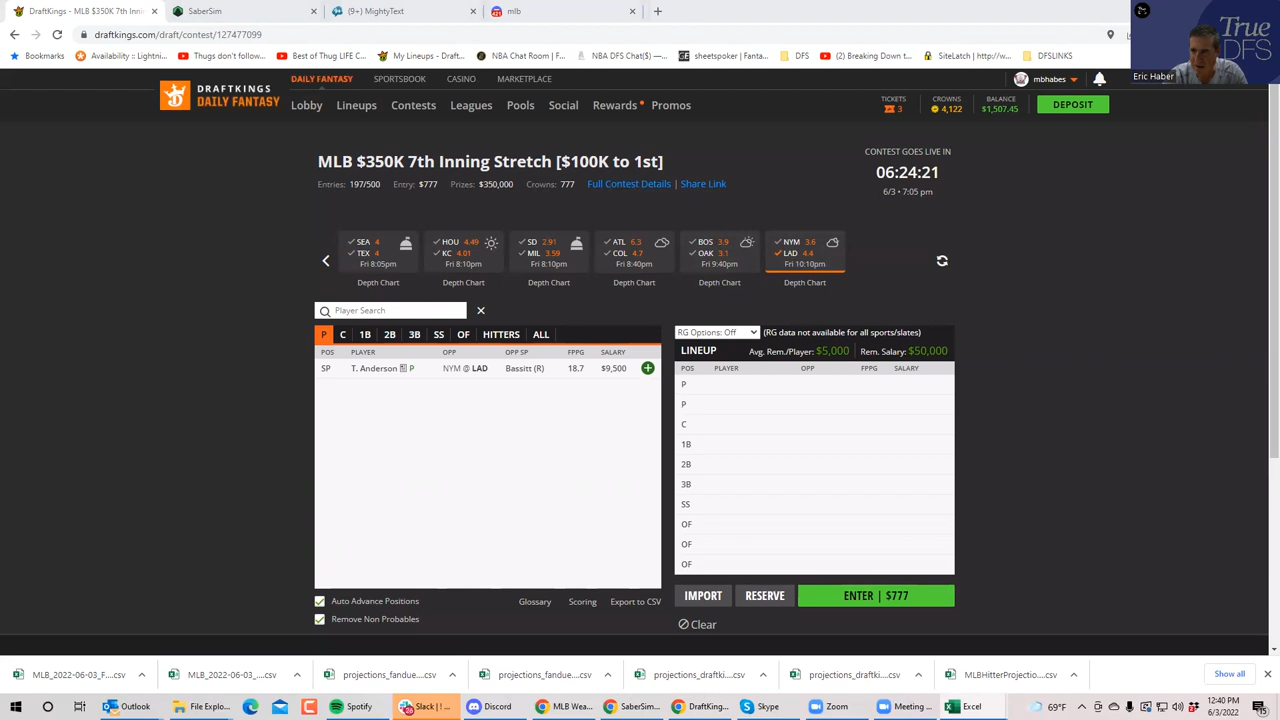 DraftKings - MLB $350K 7th Inning
SaberSim
(9+) MightyText
mlb
draftkings.com/draft/contest/127477099
Bookmarks
Availability :: Lightni...
Thugs don't judge...
Best of Thug LIFE C...
My Lineups - Draft K...
NBA Chat Room | F...
NBA DFS Chat($) —...
sheetspoker | Fanta...
DFS
(2) Breaking Down t...
SiteLatch | http://w...
DFSLINKS
True DFS
Eric Haber
DAILY FANTASY
SPORTSBOOK
CASINO
MARKETPLACE
mbhabes
DRAFTKINGS
DAILY FANTASY
Lobby
Lineups
Contests
Leagues
Pools
Social
Rewards
Promos
TICKETS
3
CROWNS
4,122
BALANCE
$1,507.45
DEPOSIT
MLB $350K 7th Inning Stretch [$100K to 1st]
Entries: 197/500 Entry: $777 Prizes: $350,000 Crowns: 777 Full Contest Details | Share Link
CONTEST GOES LIVE IN
06:24:21
6/3 • 7:05 pm
SEA 4
TEX 4
Fri 8:05pm
Depth Chart
HOU 4.49
KC 4.01
Fri 8:10pm
Depth Chart
SD 2.91
MIL 3.59
Fri 8:10pm
Depth Chart
ATL 6.3
COL 4.7
Fri 8:40pm
Depth Chart
BOS 3.9
OAK 3.1
Fri 9:40pm
Depth Chart
NYM 3.6
LAD 4.4
Fri 10:10pm
Depth Chart
Player Search
P C 1B 2B 3B SS OF HITTERS ALL
POS PLAYER OPP OPP SP FPPG SALARY
SP T. Anderson P NYM @ LAD Bassitt (R) 18.7 $9,500
Auto Advance Positions
Remove Non Probables
Glossary
Scoring
Export to CSV
RG Options: Off
(RG data not available for all sports/slates)
LINEUP Avg. Rem./Player: $5,000 Rem. Salary: $50,000
POS PLAYER OPP FPPG SALARY
P
P
C
1B
2B
3B
SS
OF
OF
OF
IMPORT
RESERVE
ENTER | $777
Clear
MLB_2022-06-03_F....csv
MLB_2022-06-03_....csv
projections_fandue....csv
projections_fandue....csv
projections_draftki....csv
projections_draftki....csv
MLBHitterProjectio....csv
Show all
Outlook
File Explo...
Spotify
Slack | ! ...
26
Discord
MLB Wea...
SaberSim...
DraftKing...
Skype
Zoom
Meeting ...
Excel
69°F
12:40 PM
6/3/2022
15